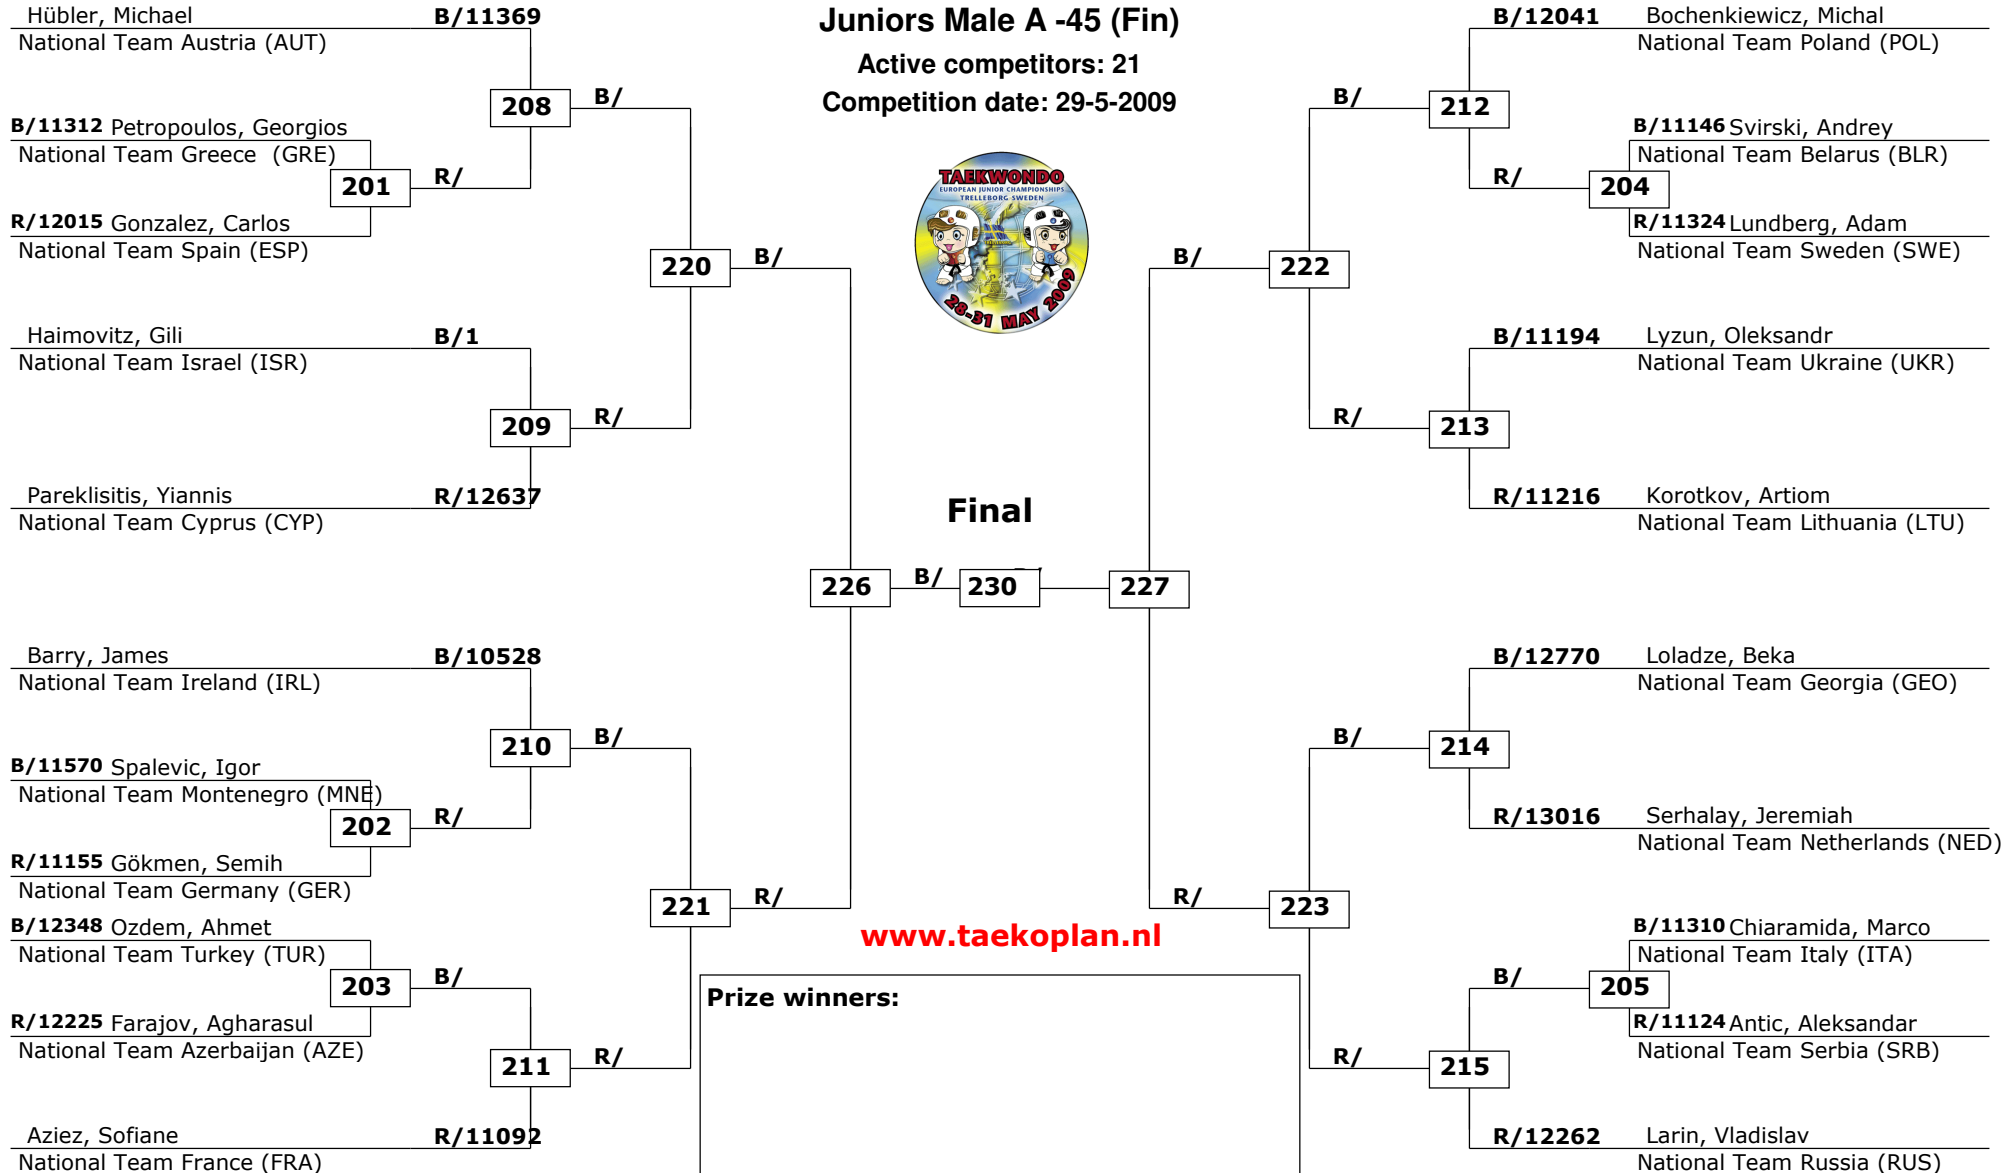 Juniors Male A -45 (Fin)
Active competitors: 21
Competition date: 29-5-2009
TAEKWONDO
EUROPEAN JUNIOR CHAMPIONSHIPS
TRELLEBORG SWEDEN
28-31 MAY 2009
Hübler, Michael B/11369
National Team Austria (AUT)
208 B/
B/11312 Petropoulos, Georgios
National Team Greece (GRE)
201 R/
R/12015 Gonzalez, Carlos
National Team Spain (ESP)
220 B/
Haimovitz, Gili B/1
National Team Israel (ISR)
209 R/
Pareklisitis, Yiannis R/12637
National Team Cyprus (CYP)
Final
226 B/ 230 227
Barry, James B/10528
National Team Ireland (IRL)
210 B/
B/11570 Spalevic, Igor
National Team Montenegro (MNE)
202 R/
R/11155 Gökmen, Semih
National Team Germany (GER)
221 R/
B/12348 Ozdem, Ahmet
National Team Turkey (TUR)
203 B/
R/12225 Farajov, Agharasul
National Team Azerbaijan (AZE)
211 R/
Aziez, Sofiane R/11092
National Team France (FRA)
B/12041 Bochenkiewicz, Michal
National Team Poland (POL)
B/ 212
B/11146 Svirski, Andrey
National Team Belarus (BLR)
R/ 204
R/11324 Lundberg, Adam
National Team Sweden (SWE)
B/ 222
B/11194 Lyzun, Oleksandr
National Team Ukraine (UKR)
R/ 213
R/11216 Korotkov, Artiom
National Team Lithuania (LTU)
B/12770 Loladze, Beka
National Team Georgia (GEO)
B/ 214
R/13016 Serhalay, Jeremiah
National Team Netherlands (NED)
R/ 223
B/11310 Chiaramida, Marco
National Team Italy (ITA)
B/ 205
R/11124 Antic, Aleksandar
National Team Serbia (SRB)
R/ 215
R/12262 Larin, Vladislav
National Team Russia (RUS)
www.taekoplan.nl
Prize winners: